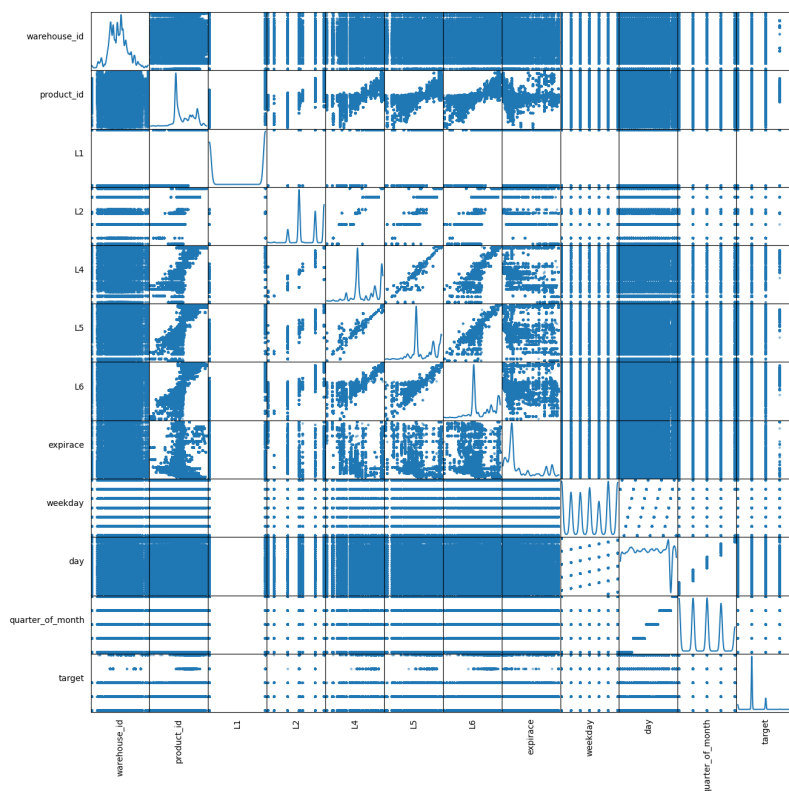 warehouse_id
product_id
L1
L2
L4
L5
L6
expirace
weekday
day
quarter_of_month
target
warehouse_id
product_id
L1
L2
L4
L5
L6
expirace
weekday
day
quarter_of_month
target